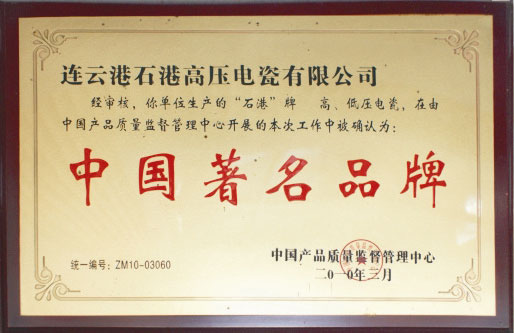 连云港石港高压电瓷有限公司
经审核，你单位生产的“石港”牌 高、低压电瓷，在由
中国产品质量监督管理中心开展的本次工作中被确认为：
中国著名品牌
中国产品质量监督管理中心
统一编号：ZM10-03060
二〇一〇年三月